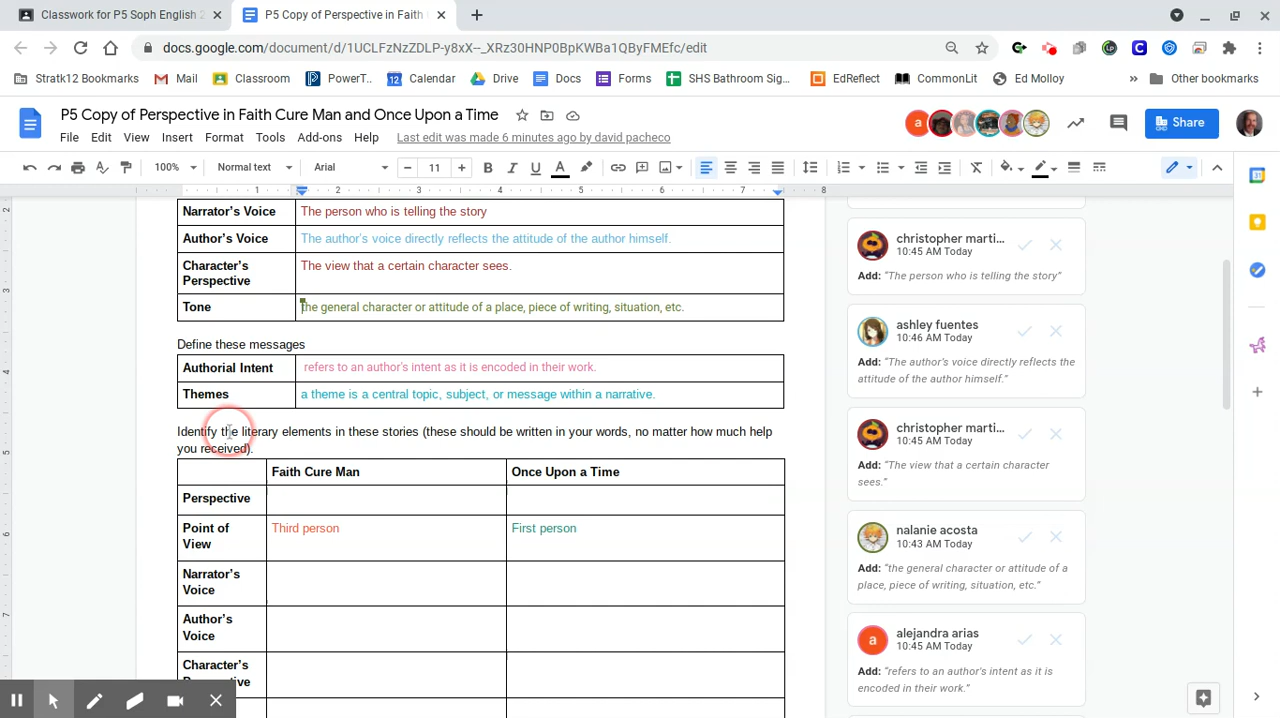 Classwork for P5 Soph English 2
P5 Copy of Perspective in Faith
docs.google.com/document/d/1UCLFzNzZDLP-y8xX--_XRz30HNP0BpKWBa1QByFMEfc/edit
Stratk12 Bookmarks Mail Classroom PowerT.. Calendar Drive Docs Forms SHS Bathroom Sig... EdReflect CommonLit Ed Molloy » Other bookmarks
P5 Copy of Perspective in Faith Cure Man and Once Upon a Time
File Edit View Insert Format Tools Add-ons Help Last edit was made 6 minutes ago by david pacheco
Share
100% Normal text Arial 11
1 2 3 4 5 6 7 8
Narrator's Voice The person who is telling the story
Author's Voice The author's voice directly reflects the attitude of the author himself.
Character's Perspective The view that a certain character sees.
Tone the general character or attitude of a place, piece of writing, situation, etc.
Define these messages
Authorial Intent refers to an author's intent as it is encoded in their work.
Themes a theme is a central topic, subject, or message within a narrative.
Identify the literary elements in these stories (these should be written in your words, no matter how much help
you received).
Faith Cure Man Once Upon a Time
Perspective
Point of View Third person First person
Narrator's Voice
Author's Voice
Character's Perspective
christopher marti...
10:45 AM Today
Add: "The person who is telling the story"
ashley fuentes
10:46 AM Today
Add: "The author's voice directly reflects the
attitude of the author himself."
christopher marti...
10:45 AM Today
Add: "The view that a certain character
sees."
nalanie acosta
10:43 AM Today
Add: "the general character or attitude of a
place, piece of writing, situation, etc."
alejandra arias
10:45 AM Today
Add: "refers to an author's intent as it is
encoded in their work."